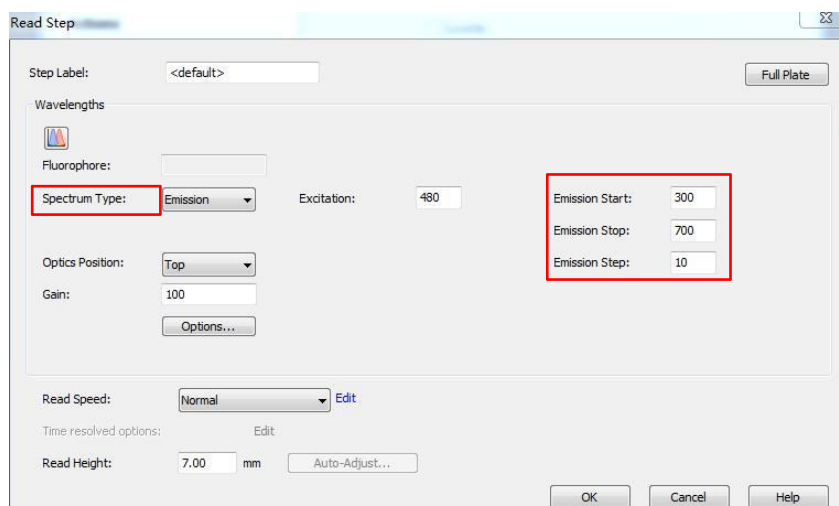 Read Step
Step Label: <default> Full Plate
Wavelengths
Fluorophore:
Spectrum Type: Emission Excitation: 480 Emission Start: 300
Emission Stop: 700
Optics Position: Top Emission Step: 10
Gain: 100
Options...
Read Speed: Normal Edit
Time resolved options: Edit
Read Height: 7.00 mm Auto-Adjust...
OK Cancel Help